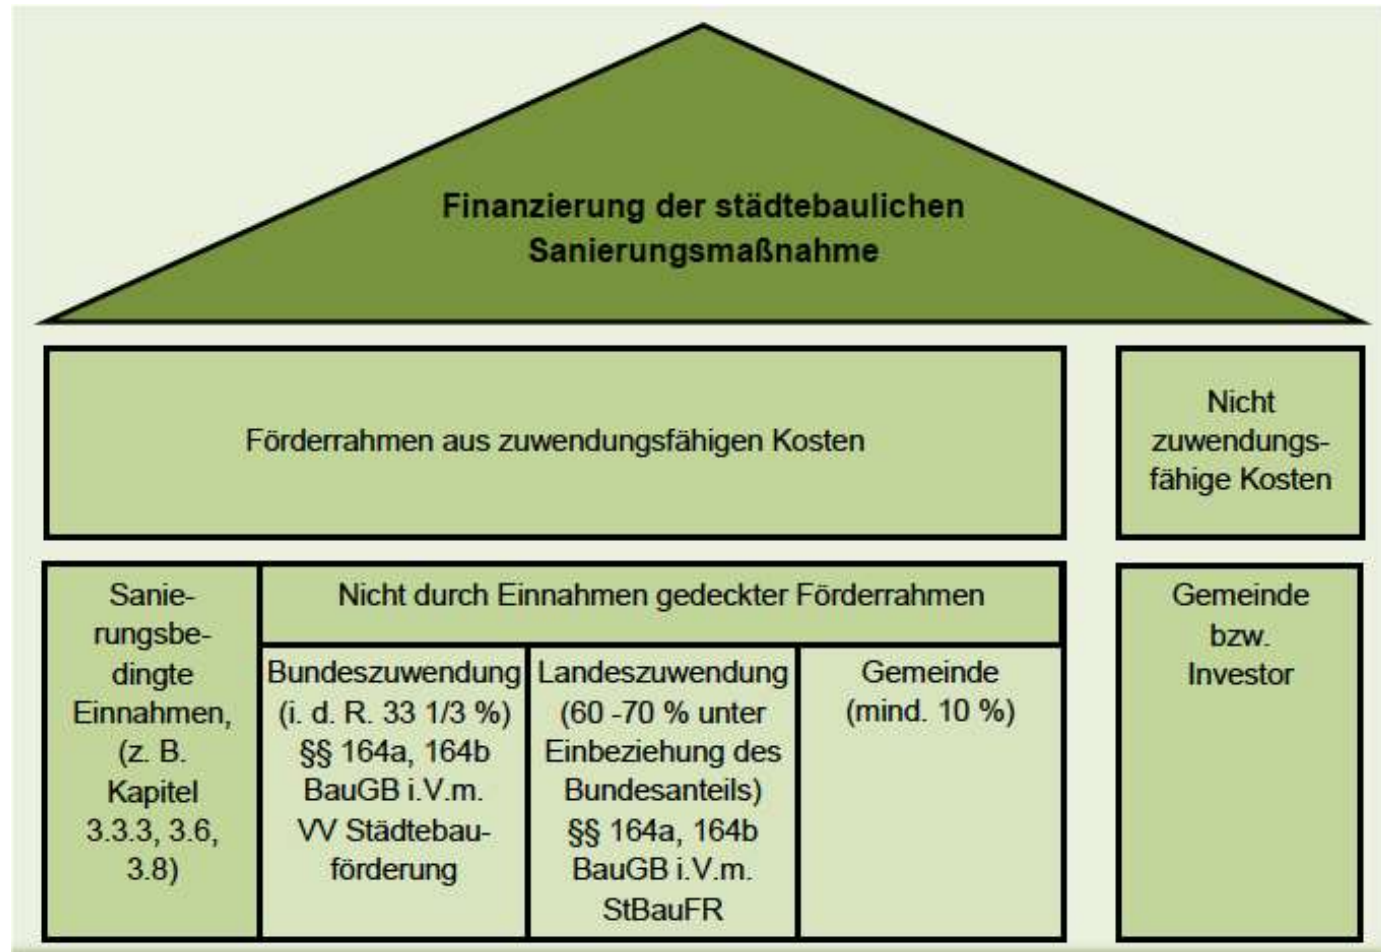 Finanzierung der städtebaulichen
Sanierungsmaßnahme
Förderrahmen aus zuwendungsfähigen Kosten
Nicht
zuwendungs-
fähige Kosten
Sanie-
rungsbe-
dingte
Einnahmen,
(z. B.
Kapitel
3.3.3, 3.6,
3.8)
Nicht durch Einnahmen gedeckter Förderrahmen
Bundeszuwendung
(i. d. R. 33 1/3 %)
§§ 164a, 164b
BauGB i.V.m.
VV Städtebau-
förderung
Landeszuwendung
(60 -70 % unter
Einbeziehung des
Bundesanteils)
§§ 164a, 164b
BauGB i.V.m.
StBauFR
Gemeinde
(mind. 10 %)
Gemeinde
bzw.
Investor